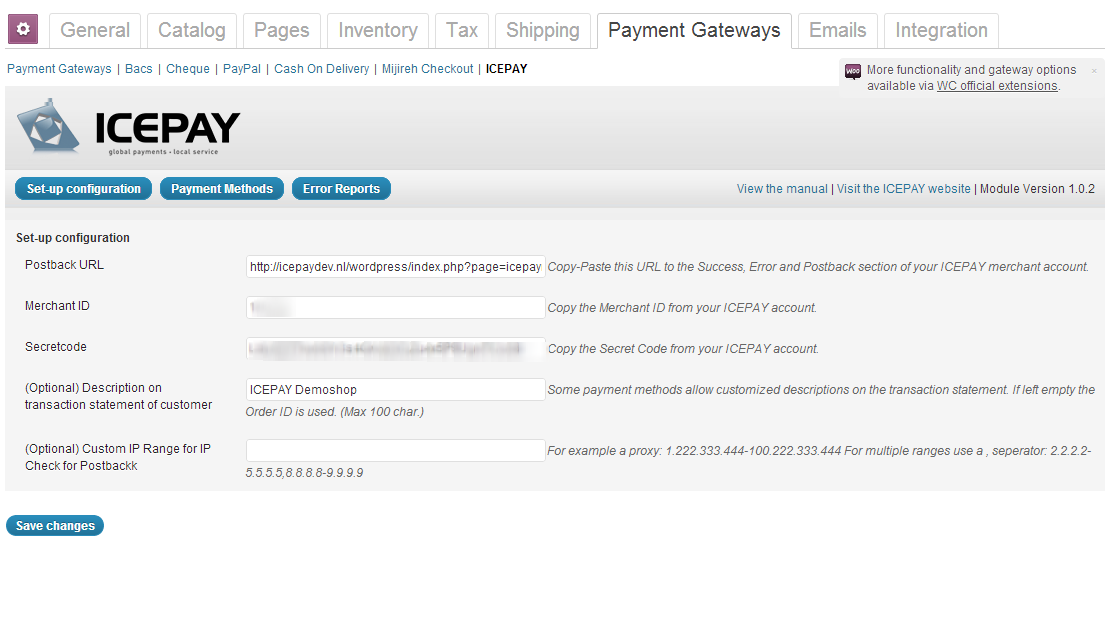 General Catalog Pages Inventory Tax Shipping Payment Gateways Emails Integration
Payment Gateways | Bacs | Cheque | PayPal | Cash On Delivery | Mijireh Checkout | ICEPAY
WOO More functionality and gateway options ×
available via WC official extensions.
ICEPAY
global payments • local service
Set-up configuration Payment Methods Error Reports View the manual | Visit the ICEPAY website | Module Version 1.0.2
Set-up configuration
Postback URL http://icepaydev.nl/wordpress/index.php?page=icepay Copy-Paste this URL to the Success, Error and Postback section of your ICEPAY merchant account.
Merchant ID Copy the Merchant ID from your ICEPAY account.
Secretcode Copy the Secret Code from your ICEPAY account.
(Optional) Description on ICEPAY Demoshop Some payment methods allow customized descriptions on the transaction statement. If left empty the
transaction statement of customer Order ID is used. (Max 100 char.)
(Optional) Custom IP Range for IP For example a proxy: 1.222.333.444-100.222.333.444 For multiple ranges use a , seperator: 2.2.2.2-
Check for Postbackk 5.5.5.5,8.8.8.8-9.9.9.9
Save changes